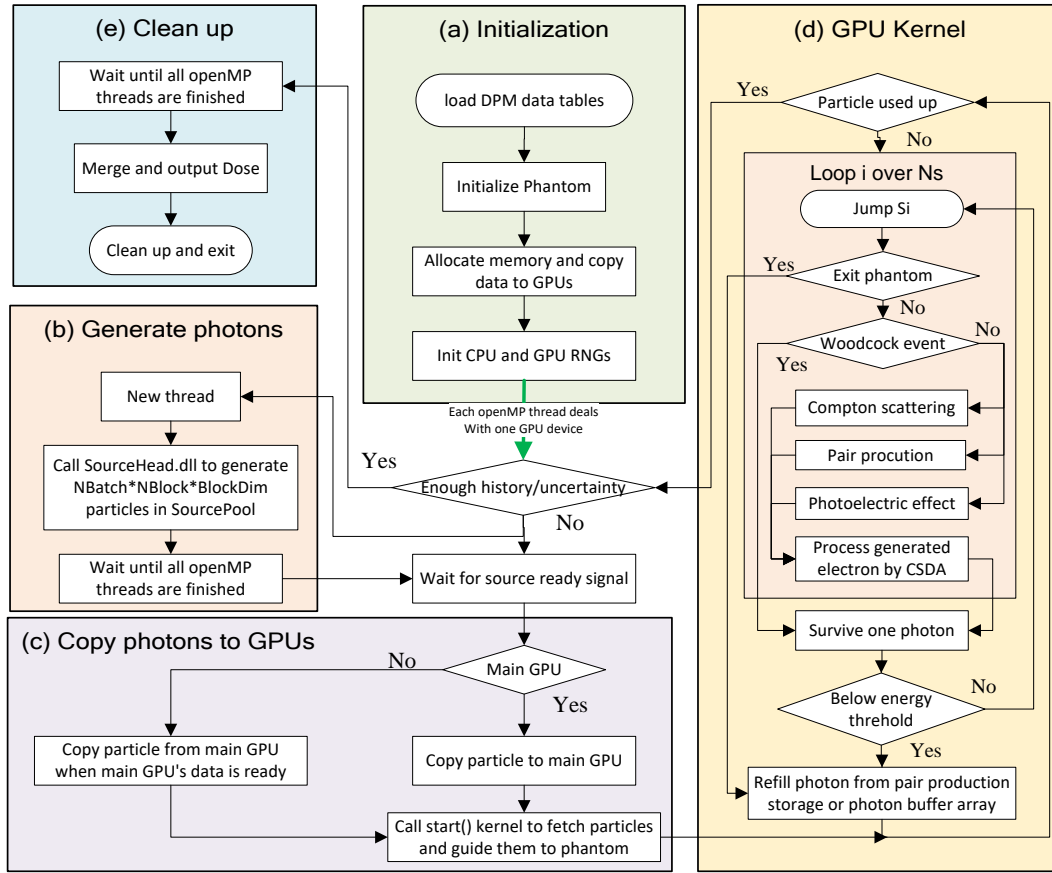 (e) Clean up
Wait until all openMP
threads are finished
Merge and output Dose
Clean up and exit
(a) Initialization
load DPM data tables
Initialize Phantom
Allocate memory and copy
data to GPUs
Init CPU and GPU RNGs
Each openMP thread deals
With one GPU device
Yes
Enough history/uncertainty
No
Wait for source ready signal
(b) Generate photons
New thread
Call SourceHead.dll to generate
NBatch*NBlock*BlockDim
particles in SourcePool
Wait until all openMP
threads are finished
(c) Copy photons to GPUs
No
Main GPU
Yes
Copy particle from main GPU
when main GPU's data is ready
Copy particle to main GPU
Call start() kernel to fetch particles
and guide them to phantom
(d) GPU Kernel
Yes
Particle used up
No
Loop i over Ns
Jump Si
Yes
Exit phantom
No
No
Woodcock event
Yes
Compton scattering
Pair procution
Photoelectric effect
Process generated
electron by CSDA
Survive one photon
Below energy
threhold
No
Yes
Refill photon from pair production
storage or photon buffer array